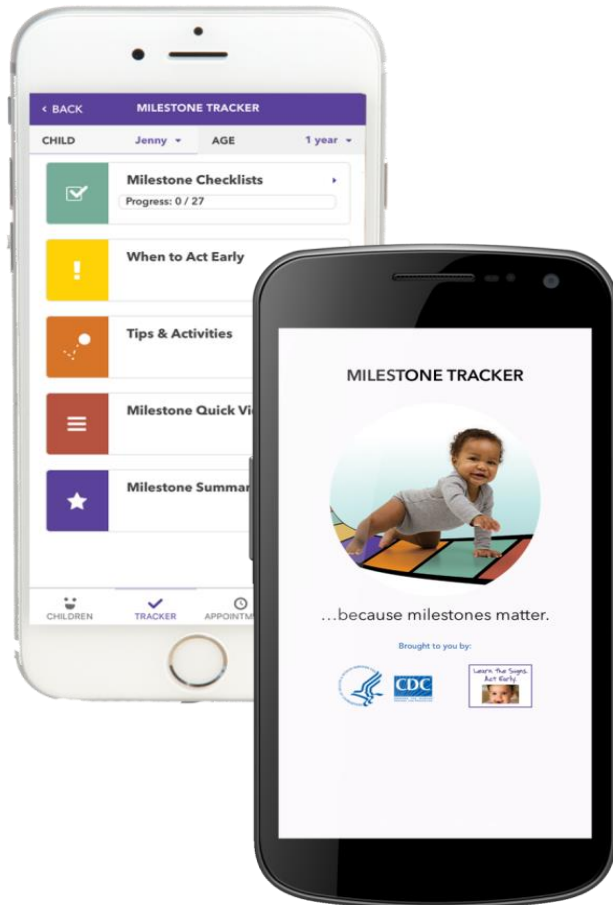 < BACK MILESTONE TRACKER
CHILD Jenny AGE 1 year
Milestone Checklists
Progress: 0 / 27
When to Act Early
Tips & Activities
Milestone Quick Vi
Milestone Summar
CHILDREN TRACKER APPOINTM
MILESTONE TRACKER
...because milestones matter.
Brought to you by:
CDC
Learn the Signs.
Act Early.